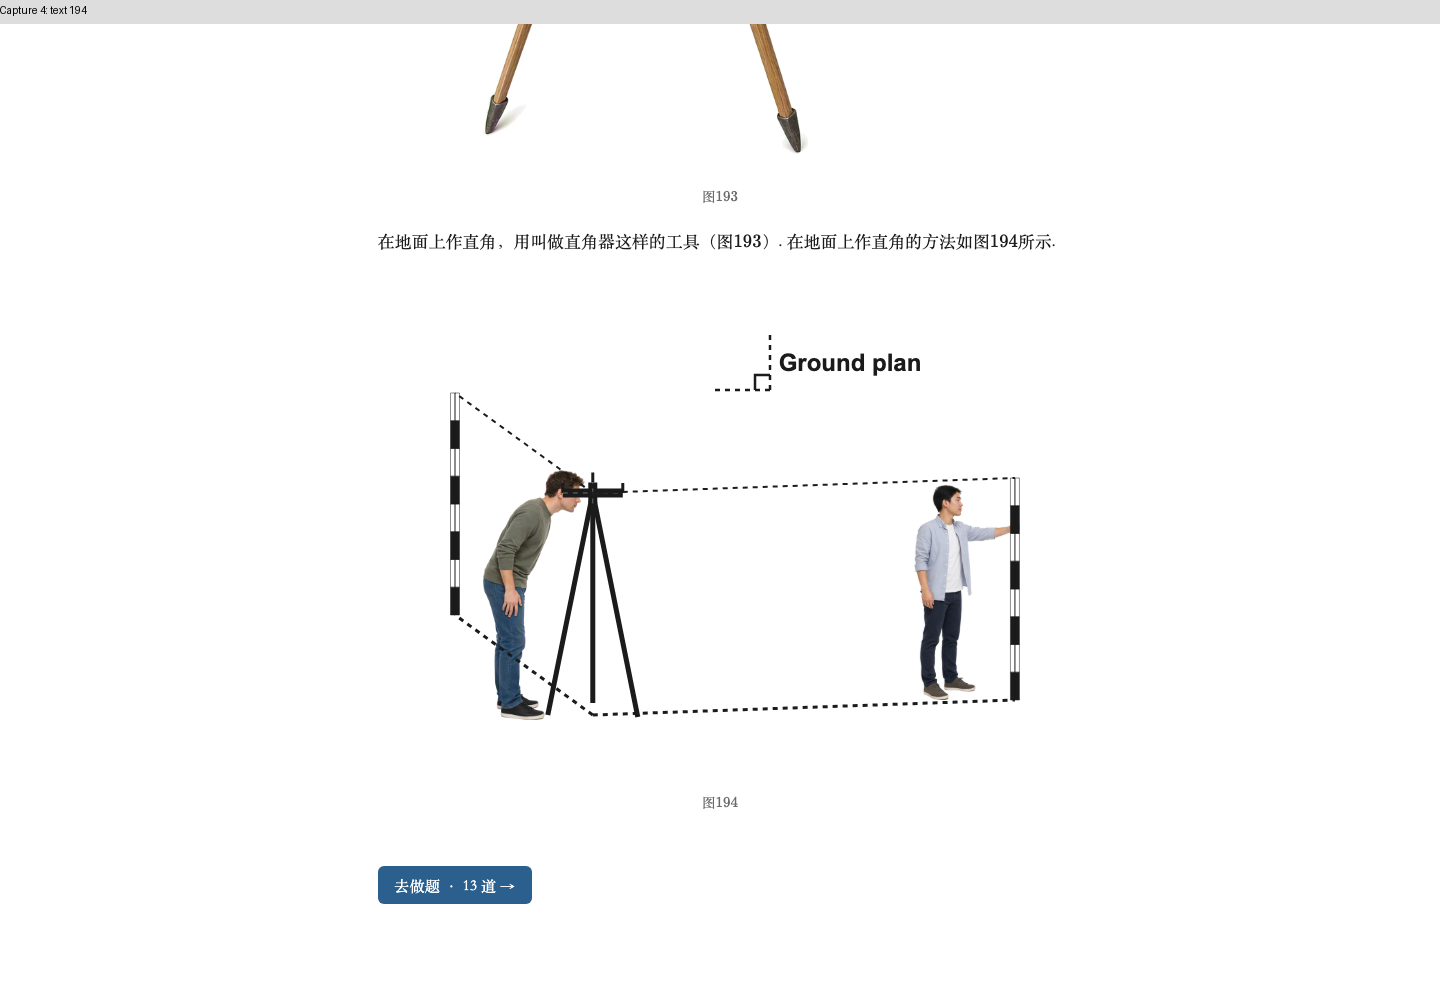 Capture 4: text 194
图193
在地面上作直角，用叫做直角器这样的工具（图193）. 在地面上作直角的方法如图194所示.
Ground plan
图194
去做题 · 13 道 →